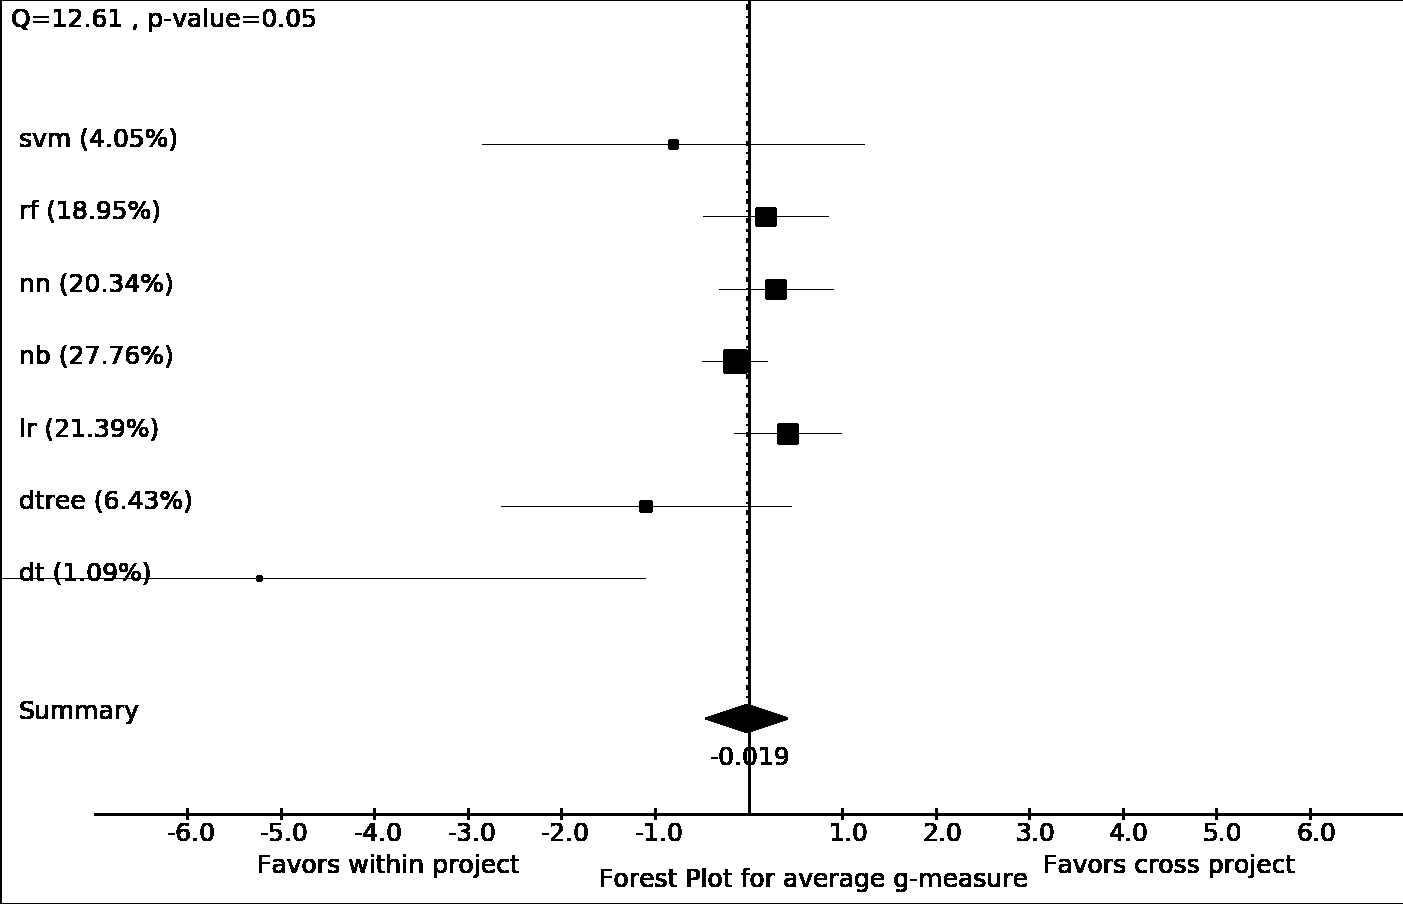 Q=12.61 , p-value=0.05
svm (4.05%)
rf (18.95%)
nn (20.34%)
nb (27.76%)
lr (21.39%)
dtree (6.43%)
dt (1.09%)
Summary
-0.019
-6.0 -5.0 -4.0 -3.0 -2.0 -1.0 1.0 2.0 3.0 4.0 5.0 6.0
Favors within project Favors cross project
Forest Plot for average g-measure